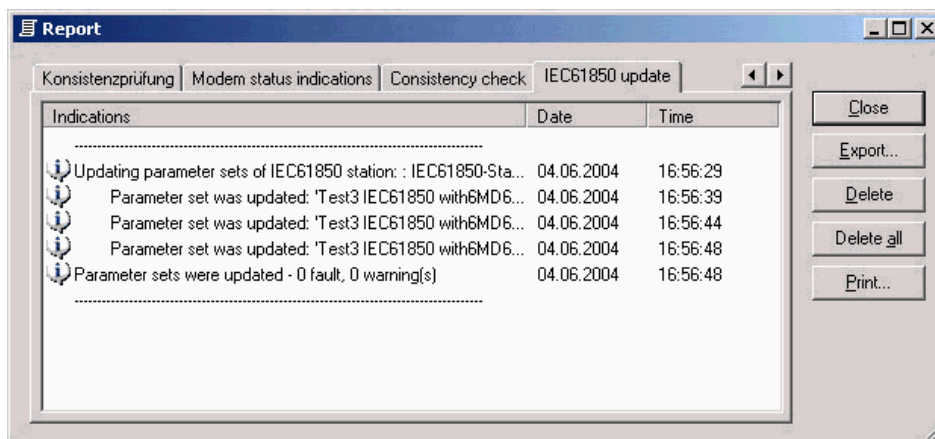 Report
Konsistenzprüfung Modem status indications Consistency check IEC61850 update
Indications Date Time
Updating parameter sets of IEC61850 station: : IEC61850-Sta... 04.06.2004 16:56:29
Parameter set was updated: 'Test3 IEC61850 with6MD6... 04.06.2004 16:56:39
Parameter set was updated: 'Test3 IEC61850 with6MD6... 04.06.2004 16:56:44
Parameter set was updated: 'Test3 IEC61850 with6MD6... 04.06.2004 16:56:48
Parameter sets were updated - 0 fault, 0 warning(s) 04.06.2004 16:56:48
Close
Export...
Delete
Delete all
Print...